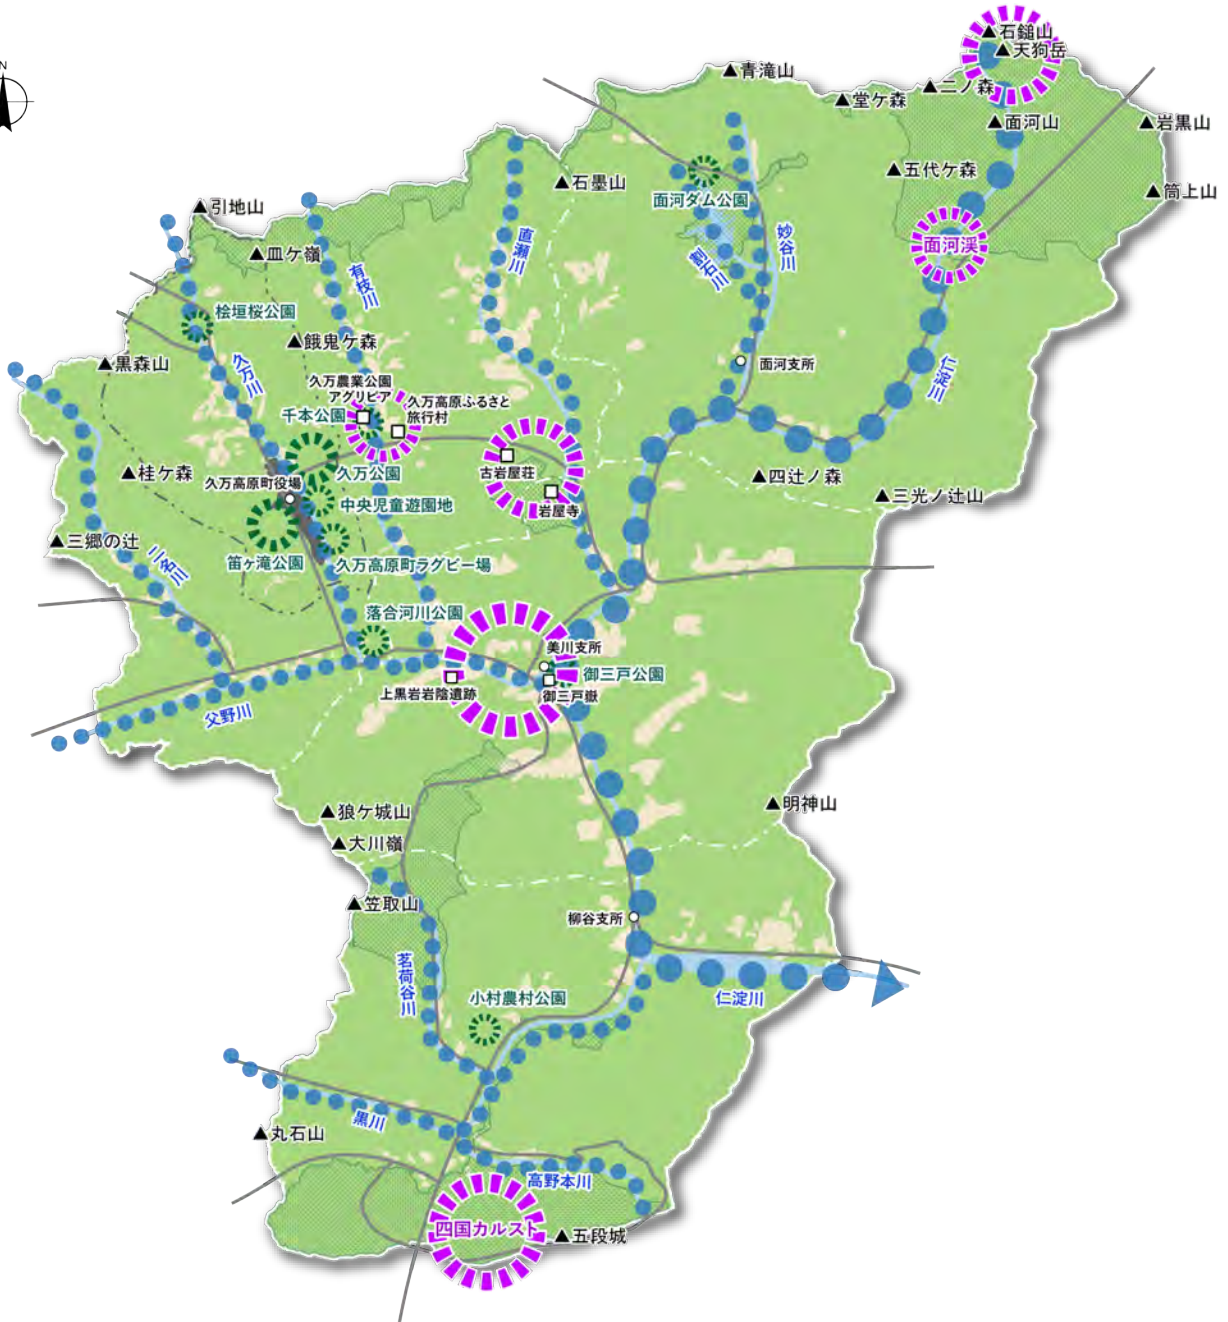 ▲石鎚山
▲天狗岳
N
▲青滝山
▲二ノ森
▲堂ケ森
▲面河山
▲岩黒山
▲五代ケ森
▲石墨山
▲筒上山
面河ダム公園
▲引地山
直瀬川
妙谷川
面河渓
▲皿ケ嶺
割石川
有枝川
桧垣桜公園
▲餓鬼ケ森
▲黒森山
久万川
面河支所
仁淀川
久万農業公園
アグリピア
久万高原ふるさと
旅行村
千本公園
▲桂ケ森
久万公園
古岩屋荘
▲四辻ノ森
久万高原町役場
▲三光ノ辻山
中央児童遊園地
岩屋寺
▲三郷の辻
二名川
笛ヶ滝公園
久万高原町ラグビー場
落合河川公園
美川支所
御三戸公園
上黒岩岩陰遺跡
御三戸嶽
父野川
▲狼ケ城山
▲明神山
▲大川嶺
▲笠取山
柳谷支所
茗荷谷川
小村農村公園
仁淀川
黒川
▲丸石山
高野本川
四国カルスト
▲五段城